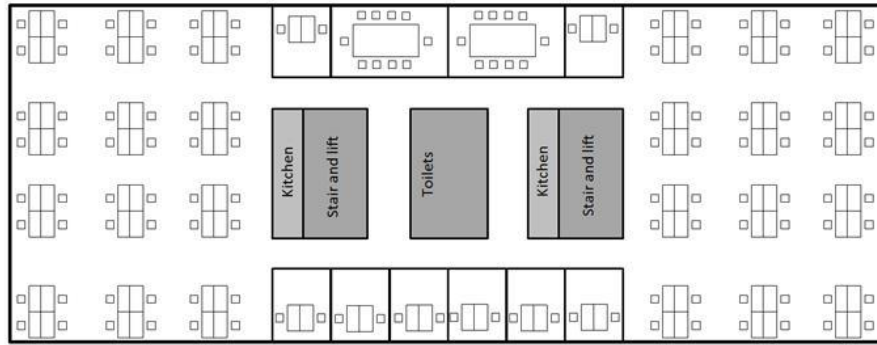 Kitchen
Stair and lift
Toilets
Kitchen
Stair and lift